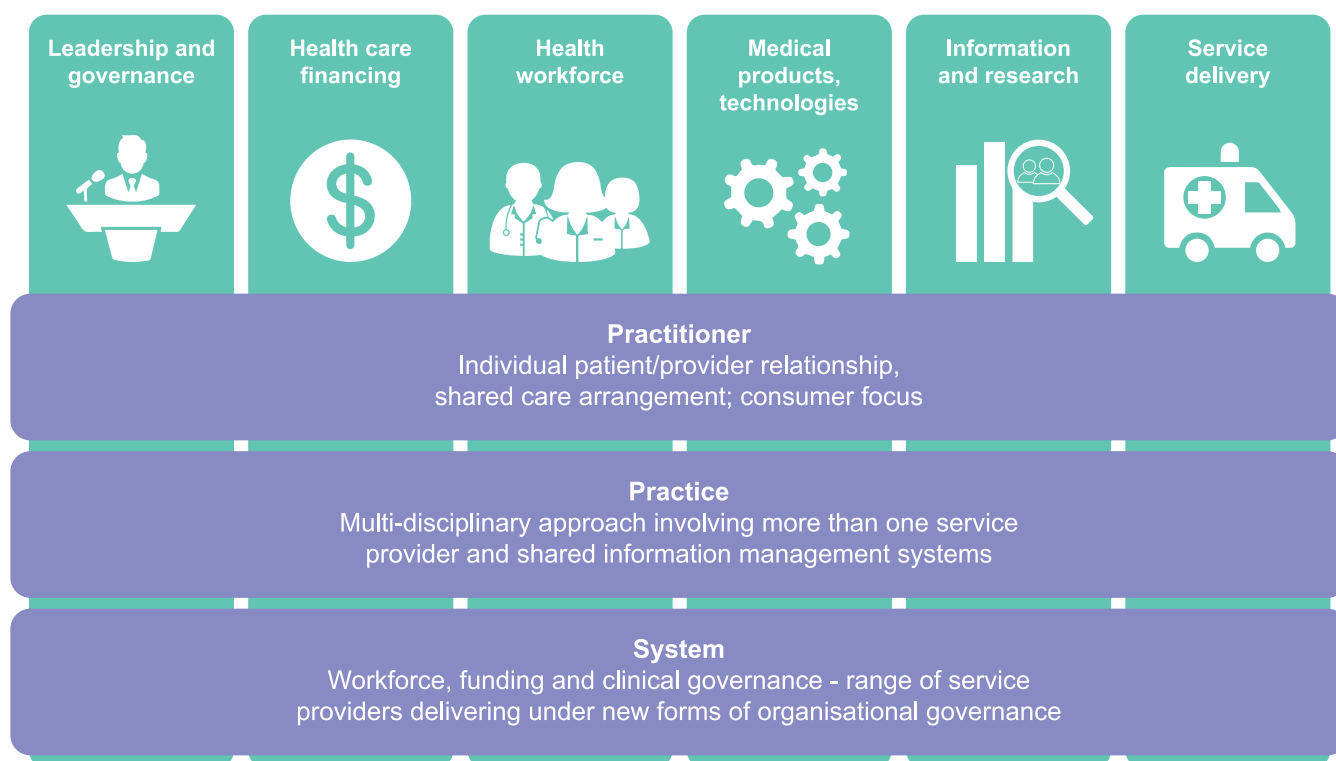 Leadership and
governance
Health care
financing
Health
workforce
Medical
products,
technologies
Information
and research
Service
delivery
$
Practitioner
Individual patient/provider relationship,
shared care arrangement; consumer focus
Practice
Multi-disciplinary approach involving more than one service
provider and shared information management systems
System
Workforce, funding and clinical governance - range of service
providers delivering under new forms of organisational governance